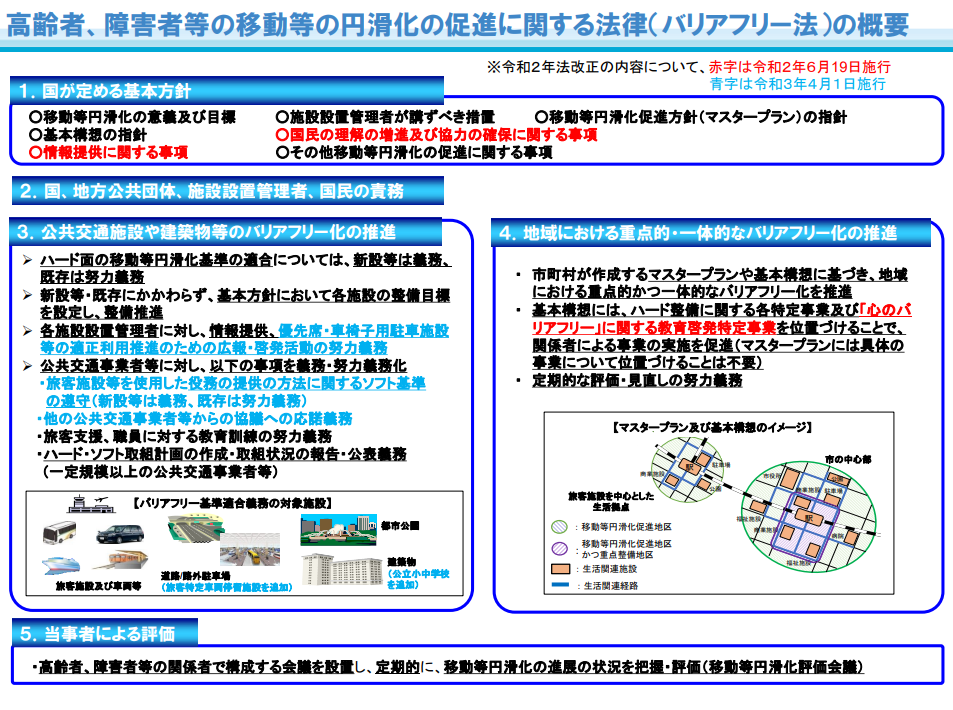 高齢者、障害者等の移動等の円滑化の促進に関する法律（バリアフリー法）の概要
※令和２年法改正の内容について、赤字は令和２年６月19日施行
青字は令和３年４月１日施行
１．国が定める基本方針
○移動等円滑化の意義及び目標　○施設設置管理者が講ずべき措置　○移動等円滑化促進方針（マスタープラン）の指針
○基本構想の指針　○国民の理解の増進及び協力の確保に関する事項
○情報提供に関する事項　○その他移動等円滑化の促進に関する事項
２．国、地方公共団体、施設設置管理者、国民の責務
３．公共交通施設や建築物等のバリアフリー化の推進
➢ ハード面の移動等円滑化基準の適合については、新設等は義務、
既存は努力義務
➢ 新設等・既存にかかわらず、基本方針において各施設の整備目標
を設定し、整備推進
➢ 各施設設置管理者に対し、情報提供、優先席・車椅子用駐車施設
等の適正利用推進のための広報・啓発活動の努力義務
➢ 公共交通事業者等に対し、以下の事項を義務・努力義務化
・旅客施設等を使用した役務の提供の方法に関するソフト基準
の遵守（新設等は義務、既存は努力義務）
・他の公共交通事業者等からの協議への応諾義務
・旅客支援、職員に対する教育訓練の努力義務
・ハード・ソフト取組計画の作成・取組状況の報告・公表義務
（一定規模以上の公共交通事業者等）
【バリアフリー基準適合義務の対象施設】
旅客施設及び車両等
道路/路外駐車場
（旅客特定車両停留施設を追加）
都市公園
建築物
（公立小中学校
を追加）
４．地域における重点的・一体的なバリアフリー化の推進
・ 市町村が作成するマスタープランや基本構想に基づき、地域
における重点的かつ一体的なバリアフリー化を推進
・ 基本構想には、ハード整備に関する各特定事業及び「心のバ
リアフリー」に関する教育啓発特定事業を位置づけることで、
関係者による事業の実施を促進（マスタープランには具体の
事業について位置づけることは不要）
・ 定期的な評価・見直しの努力義務
【マスタープラン及び基本構想のイメージ】
駅
駐車場
商業施設
公園
旅客施設を中心とした
生活拠点
市の中心部
市役所
公園
商業施設
駐車場
福祉施設
駅
商業施設
病院
福祉施設
：移動等円滑化促進地区
：移動等円滑化促進地区
かつ重点整備地区
：生活関連施設
：生活関連経路
５．当事者による評価
・高齢者、障害者等の関係者で構成する会議を設置し、定期的に、移動等円滑化の進展の状況を把握・評価（移動等円滑化評価会議）